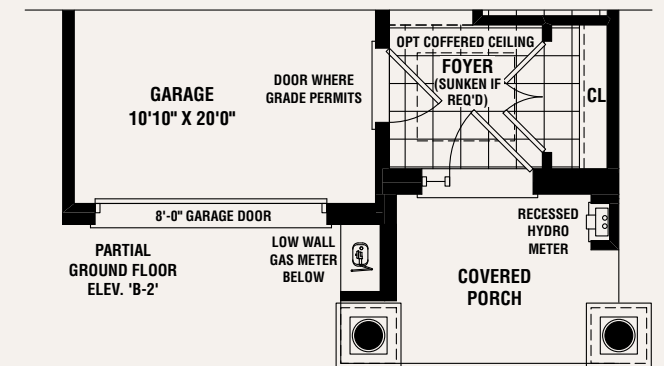 OPT COFFERED CEILING
FOYER
(SUNKEN IF
REQ'D)
DOOR WHERE
GRADE PERMITS
GARAGE
10'10" X 20'0"
CL
8'-0" GARAGE DOOR
RECESSED
HYDRO
METER
LOW WALL
GAS METER
BELOW
PARTIAL
GROUND FLOOR
ELEV. 'B-2'
COVERED
PORCH